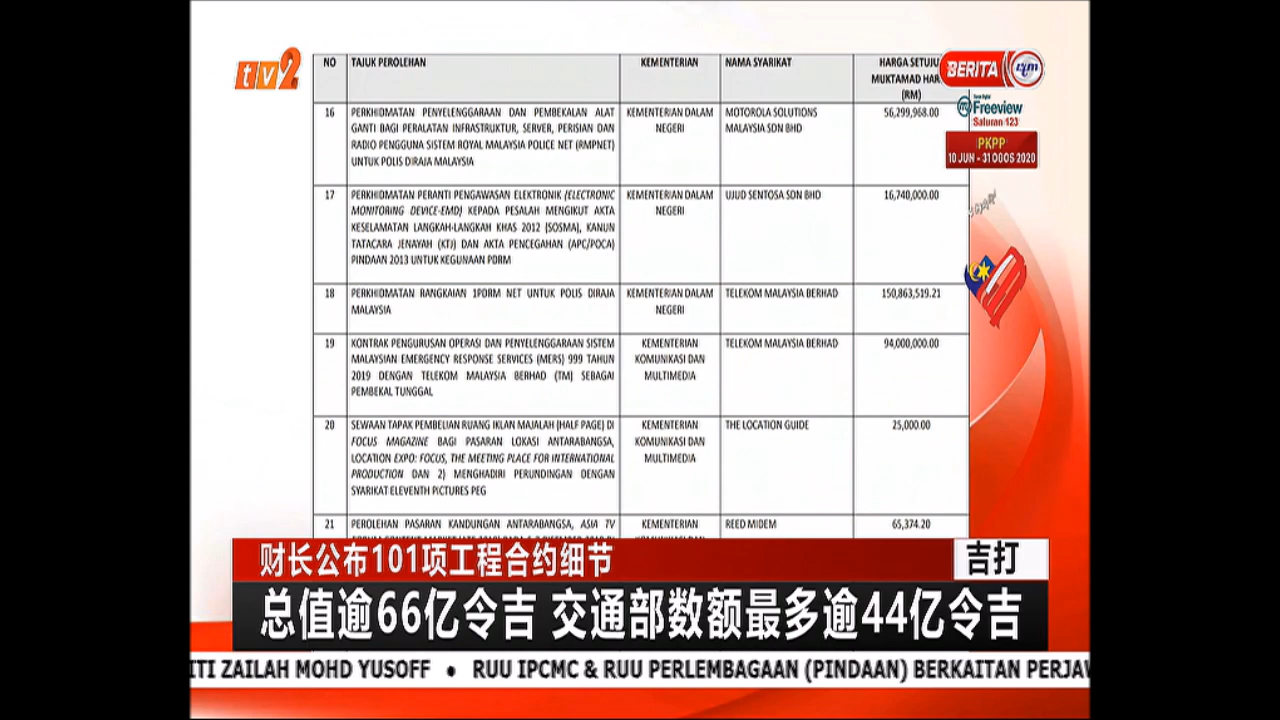 tv2
NO TAJUK PEROLEHAN KEMENTERIAN NAMA SYARIKAT HARGA SETUJU
MUKTAMAD
(RM)
BERITA rtm
Freeview
Saluran 123
PKPP
10 JUN - 31 OGOS 2020
16 PERKHIDMATAN PENYELENGGARAAN DAN PEMBEKALAN ALAT KEMENTERIAN DALAM MOTOROLA SOLUTIONS 56,299,968.00
GANTI BAGI PERALATAN INFRASTRUKTUR, SERVER, PERISIAN DAN NEGERI MALAYSIA SDN BHD
RADIO PENGGUNA SISTEM ROYAL MALAYSIA POLICE NET (RMPNET)
UNTUK POLIS DIRAJA MALAYSIA
17 PERKHIDMATAN PERANTI PENGAWASAN ELEKTRONIK (ELECTRONIC KEMENTERIAN DALAM UJUD SENTOSA SDN BHD 16,740,000.00
MONITORING DEVICE-EMD) KEPADA PESALAH MENGIKUT AKTA NEGERI
KESELAMATAN LANGKAH-LANGKAH KHAS 2012 (SOSMA), KANUN
TATACARA JENAYAH (KTJ) DAN AKTA PENCEGAHAN (APC/POCA)
PINDAAN 2013 UNTUK KEGUNAAN PDRM
18 PERKHIDMATAN RANGKAIAN 1PDRM NET UNTUK POLIS DIRAJA KEMENTERIAN DALAM TELEKOM MALAYSIA BERHAD 150,863,519.21
MALAYSIA NEGERI
19 KONTRAK PENGURUSAN OPERASI DAN PENYELENGGARAAN SISTEM KEMENTERIAN TELEKOM MALAYSIA BERHAD 94,000,000.00
MALAYSIAN EMERGENCY RESPONSE SERVICES (MERS) 999 TAHUN KOMUNIKASI DAN
2019 DENGAN TELEKOM MALAYSIA BERHAD (TM) SEBAGAI MULTIMEDIA
PEMBEKAL TUNGGAL
20 SEWAAN TAPAK PEMBELIAN RUANG IKLAN MAJALAH (HALF PAGE) DI KEMENTERIAN THE LOCATION GUIDE 25,000.00
FOCUS MAGAZINE BAGI PASARAN LOKASI ANTARABANGSA, KOMUNIKASI DAN
LOCATION EXPO: FOCUS, THE MEETING PLACE FOR INTERNATIONAL MULTIMEDIA
PRODUCTION DAN 2) MENGHADIRI PERUNDINGAN DENGAN
SYARIKAT ELEVENTH PICTURES PEG
21 PEROLEHAN PASARAN KANDUNGAN ANTARABANGSA, ASIA TV KEMENTERIAN REED MIDEM 65,374.20
财长公布101项工程合约细节 吉打
总值逾66亿令吉 交通部数额最多逾44亿令吉
ITI ZAILAH MOHD YUSOFF • RUU IPCMC & RUU PERLEMBAGAAN (PINDAAN) BERKAITAN PERJAW